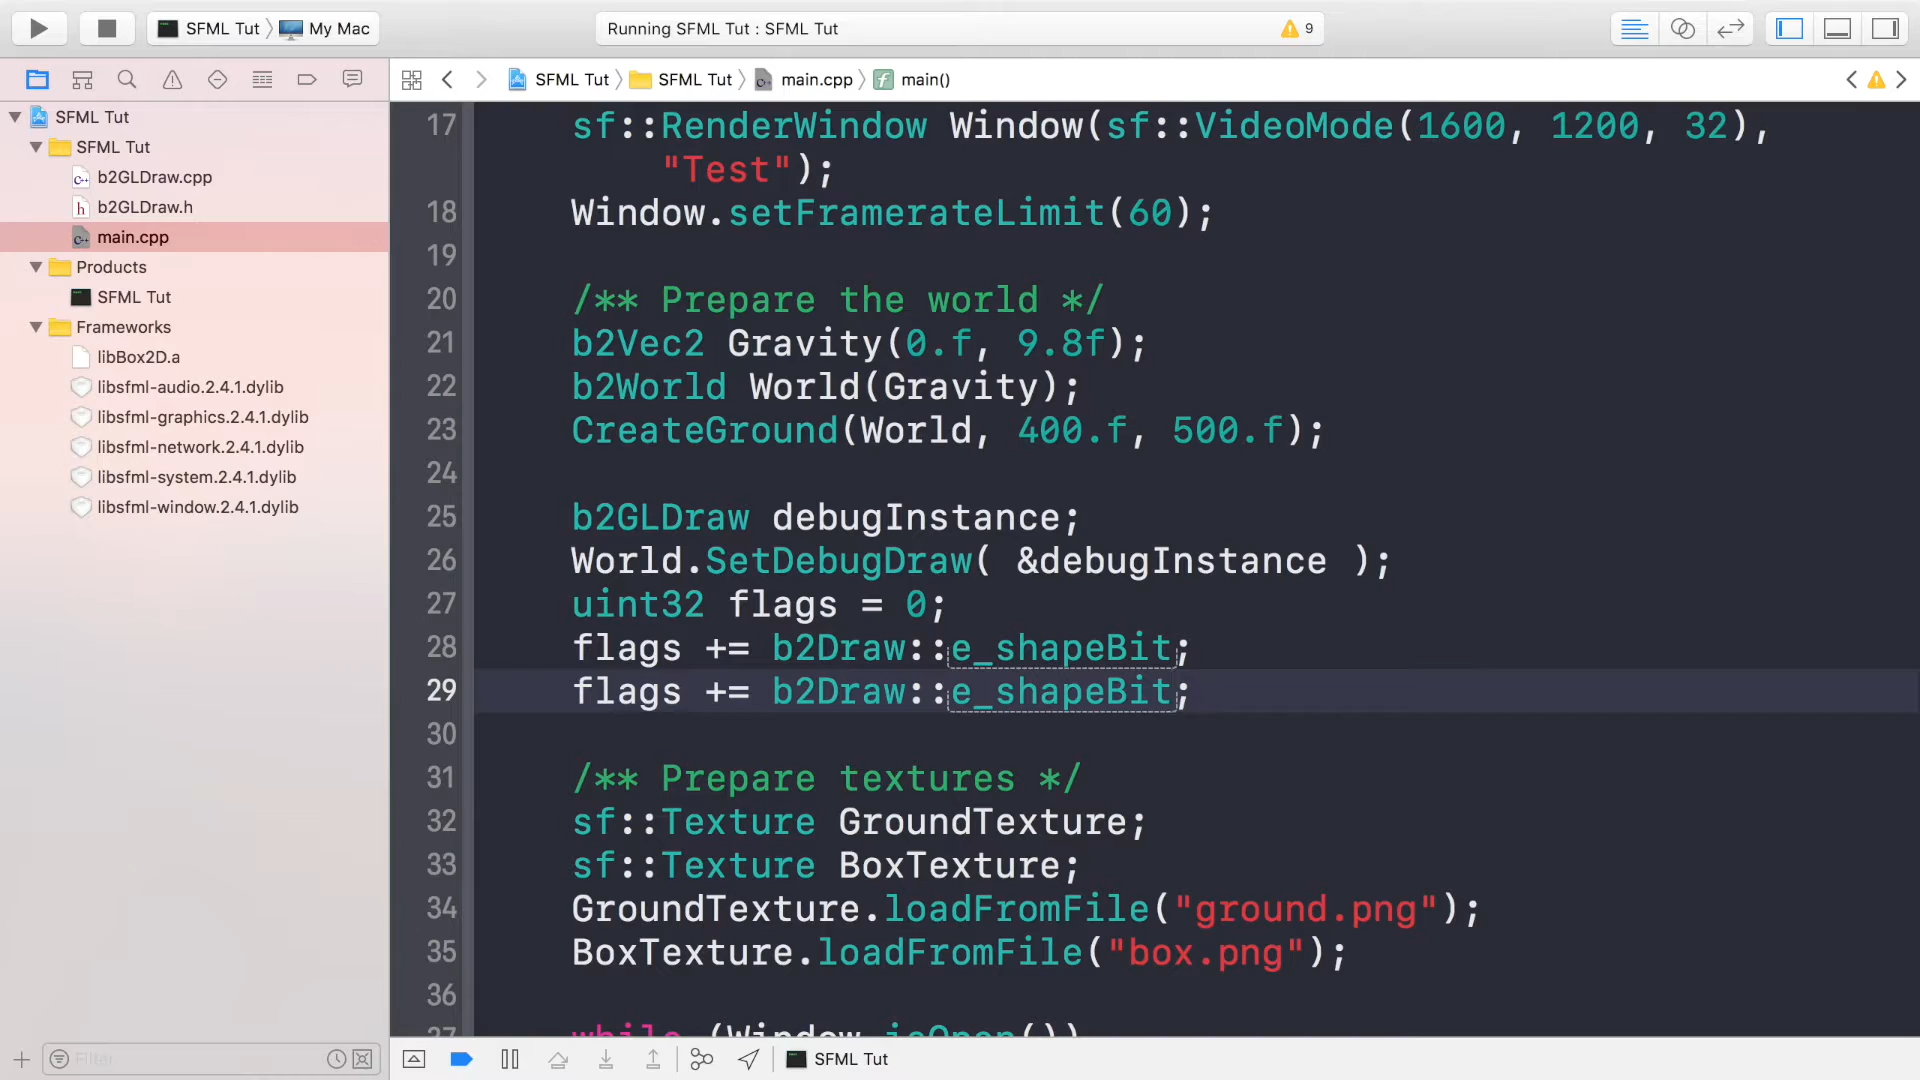 SFML Tut 〉 My Mac
Running SFML Tut : SFML Tut
9
SFML Tut 〉 SFML Tut 〉 main.cpp 〉 main()
SFML Tut
SFML Tut
b2GLDraw.cpp
b2GLDraw.h
main.cpp
Products
SFML Tut
Frameworks
libBox2D.a
libsfml-audio.2.4.1.dylib
libsfml-graphics.2.4.1.dylib
libsfml-network.2.4.1.dylib
libsfml-system.2.4.1.dylib
libsfml-window.2.4.1.dylib
17 sf::RenderWindow Window(sf::VideoMode(1600, 1200, 32),
"Test");
18 Window.setFramerateLimit(60);
19
20 /** Prepare the world */
21 b2Vec2 Gravity(0.f, 9.8f);
22 b2World World(Gravity);
23 CreateGround(World, 400.f, 500.f);
24
25 b2GLDraw debugInstance;
26 World.SetDebugDraw( &debugInstance );
27 uint32 flags = 0;
28 flags += b2Draw::e_shapeBit;
29 flags += b2Draw::e_shapeBit;
30
31 /** Prepare textures */
32 sf::Texture GroundTexture;
33 sf::Texture BoxTexture;
34 GroundTexture.loadFromFile("ground.png");
35 BoxTexture.loadFromFile("box.png");
36
37 while (Window.isOpen())
Filter
SFML Tut